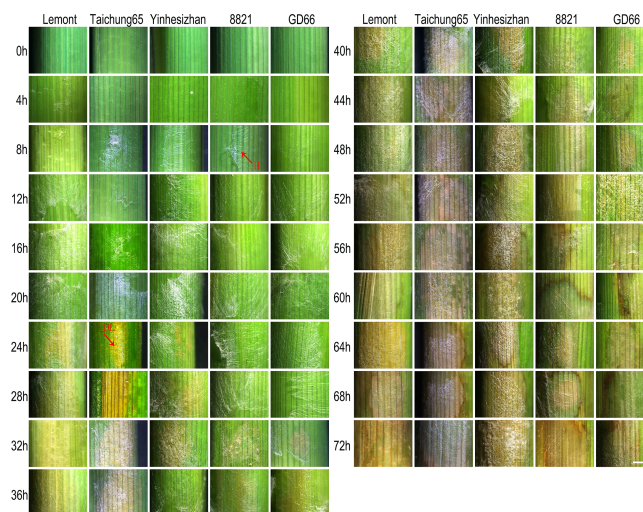 Lemont Taichung65 Yinhesizhan 8821 GD66
0h
4h
8h
12h
16h
20h
24h
28h
32h
36h
Lemont Taichung65 Yinhesizhan 8821 GD66
40h
44h
48h
52h
56h
60h
64h
68h
72h